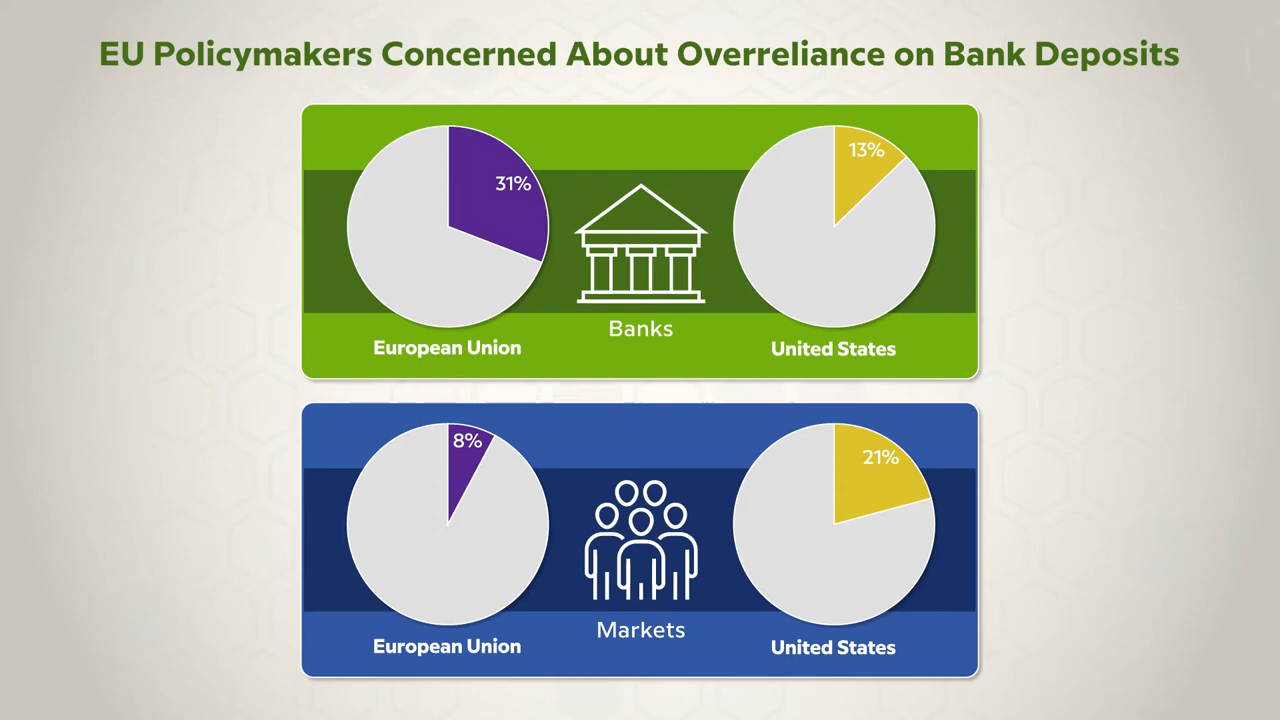 EU Policymakers Concerned About Overreliance on Bank Deposits
31%
13%
Banks
European Union
United States
8%
21%
Markets
European Union
United States